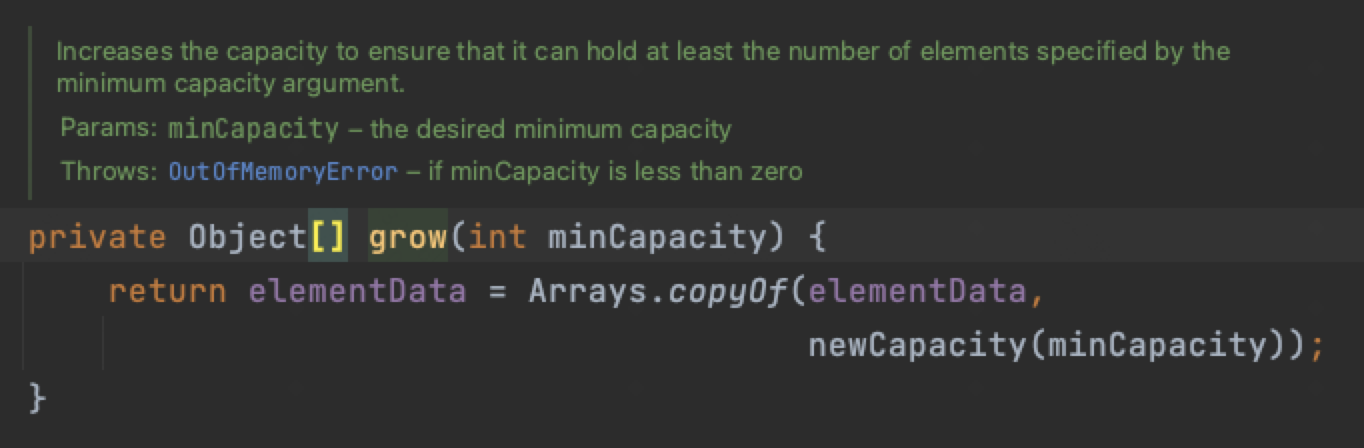 Increases the capacity to ensure that it can hold at least the number of elements specified by the
minimum capacity argument.
Params: minCapacity – the desired minimum capacity
Throws: OutOfMemoryError – if minCapacity is less than zero
private Object[] grow(int minCapacity) {
    return elementData = Arrays.copyOf(elementData,
                                       newCapacity(minCapacity));
}